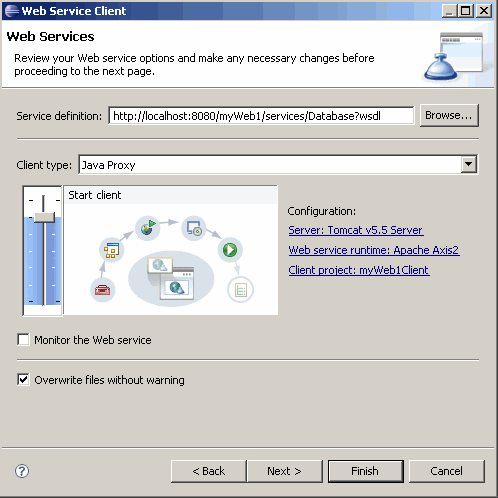 Web Service Client
Web Services
Review your Web service options and make any necessary changes before
proceeding to the next page.
Service definition: http://localhost:8080/myWeb1/services/Database?wsdl Browse...
Client type: Java Proxy
Start client
Configuration:
Server: Tomcat v5.5 Server
Web service runtime: Apache Axis2
Client project: myWeb1Client
Monitor the Web service
Overwrite files without warning
? < Back Next > Finish Cancel